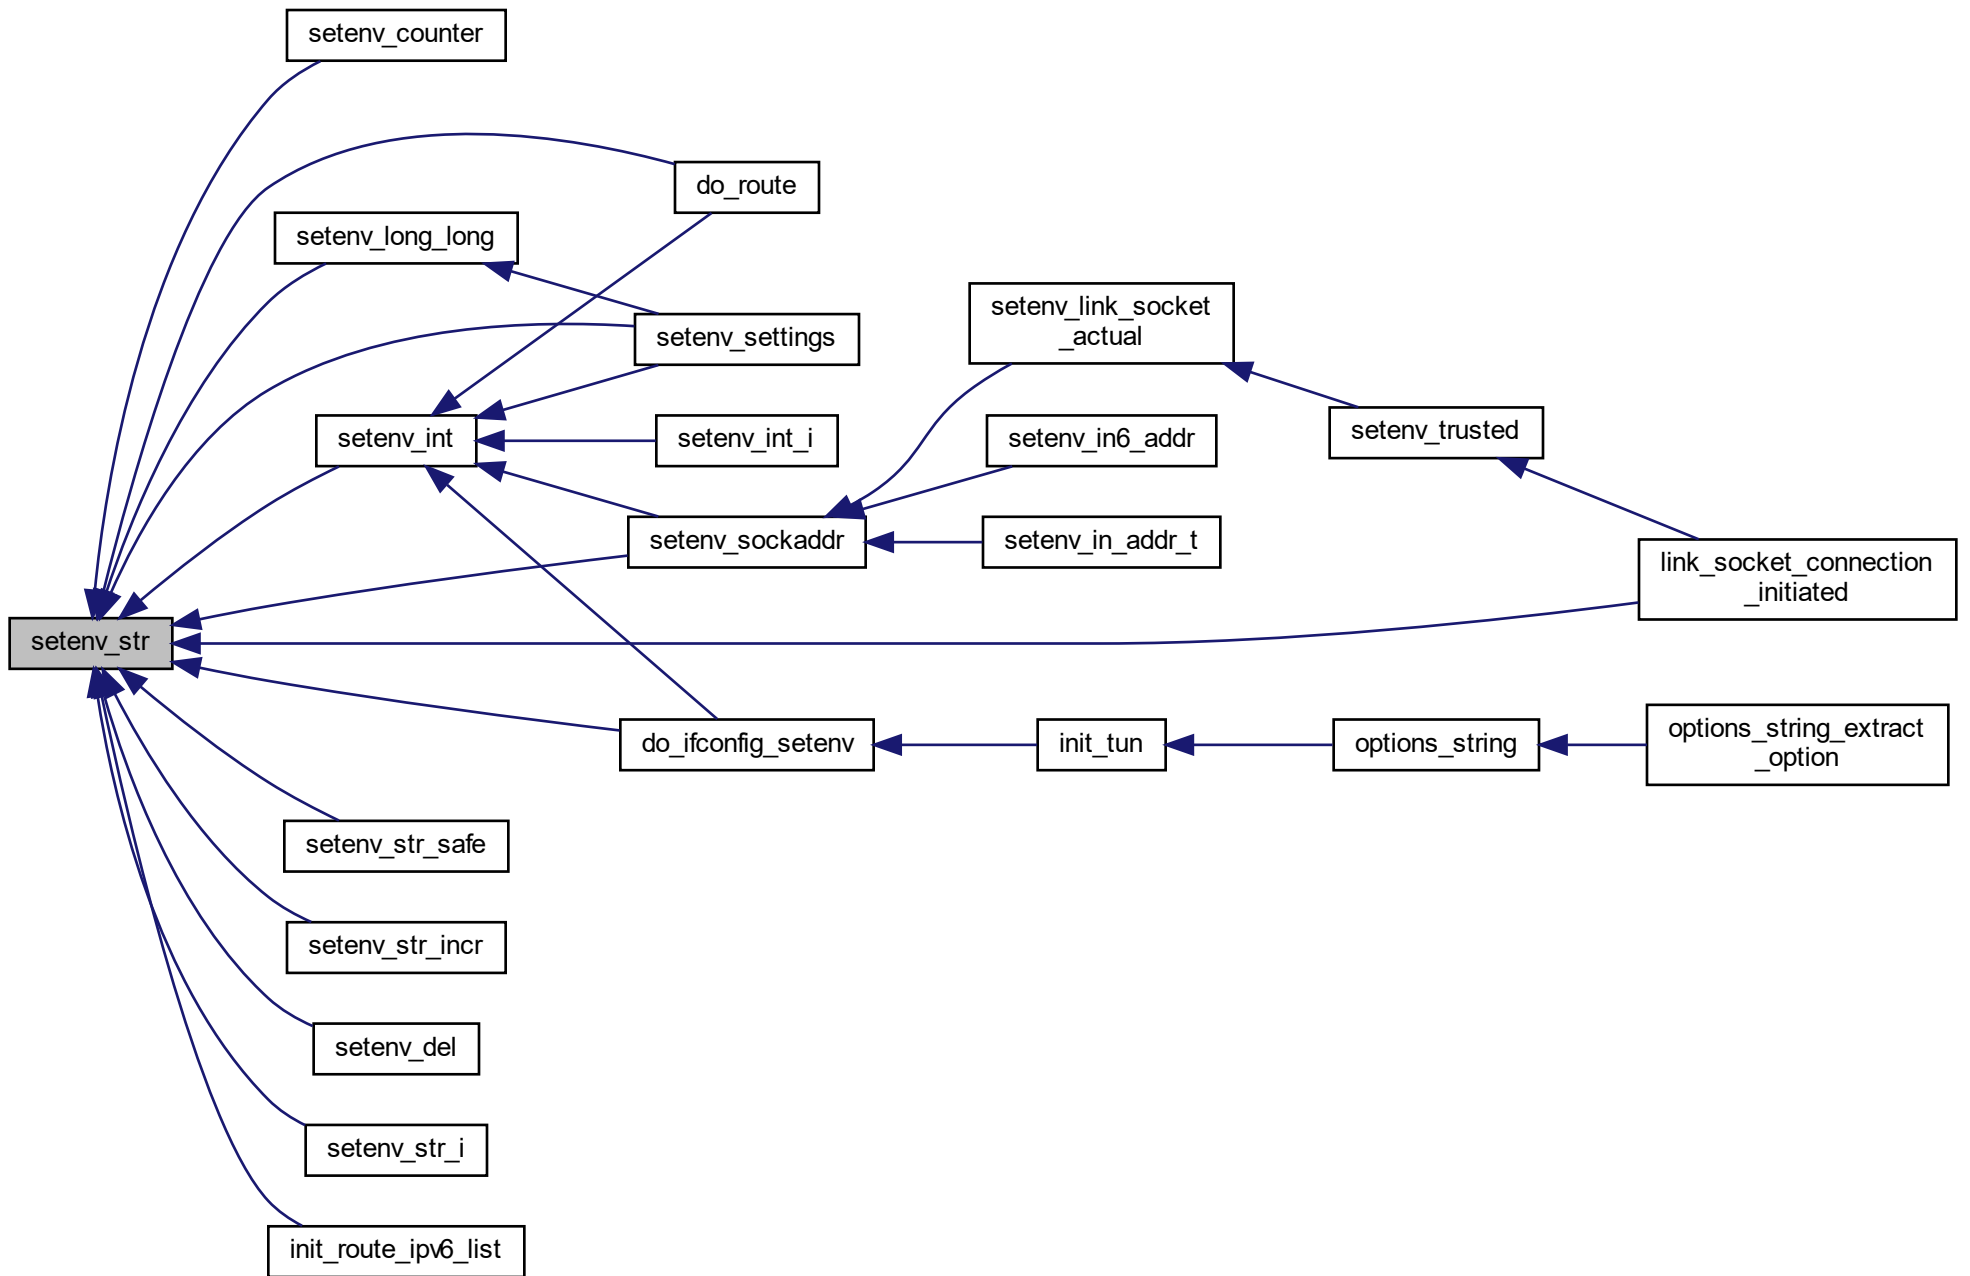 setenv_counter
do_route
setenv_long_long
setenv_link_socket
_actual
setenv_settings
setenv_trusted
setenv_int
setenv_int_i
setenv_in6_addr
setenv_sockaddr
setenv_in_addr_t
link_socket_connection
_initiated
setenv_str
do_ifconfig_setenv
init_tun
options_string
options_string_extract
_option
setenv_str_safe
setenv_str_incr
setenv_del
setenv_str_i
init_route_ipv6_list